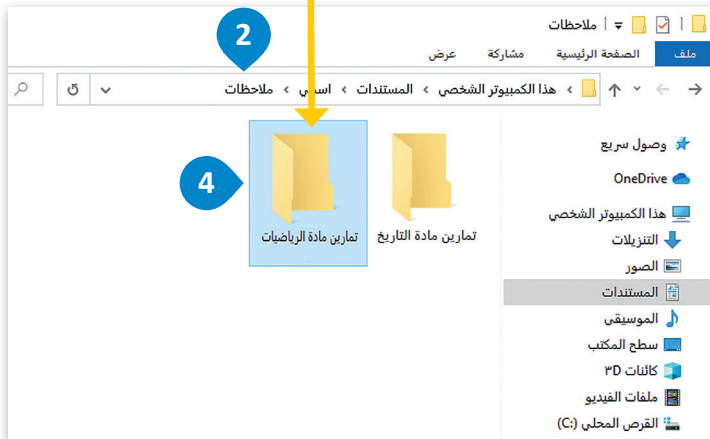 ملاحظات
ملف الصفحة الرئيسية مشاركة عرض
2
هذا الكمبيوتر الشخصي › المستندات › اسمي › ملاحظات
4
تمارين مادة التاريخ
تمارين مادة الرياضيات
وصول سريع
OneDrive
هذا الكمبيوتر الشخصي
التنزيلات
الصور
المستندات
الموسيقى
سطح المكتب
كائنات ٣D
ملفات الفيديو
القرص المحلي (C:)